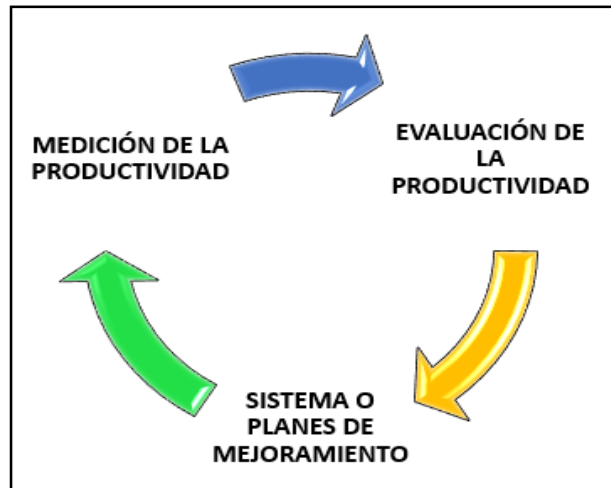 MEDICIÓN DE LA
PRODUCTIVIDAD
EVALUACIÓN DE
LA
PRODUCTIVIDAD
SISTEMA O
PLANES DE
MEJORAMIENTO